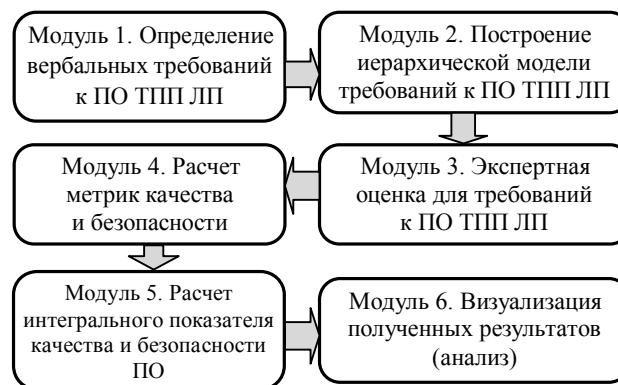 Модуль 1. Определение
вербальных требований
к ПО ТПП ЛП
Модуль 2. Построение
иерархической модели
требований к ПО ТПП ЛП
Модуль 3. Экспертная
оценка для требований
к ПО ТПП ЛП
Модуль 4. Расчет
метрик качества
и безопасности
Модуль 5. Расчет
интегрального показателя
качества и безопасности
ПО
Модуль 6. Визуализация
полученных результатов
(анализ)